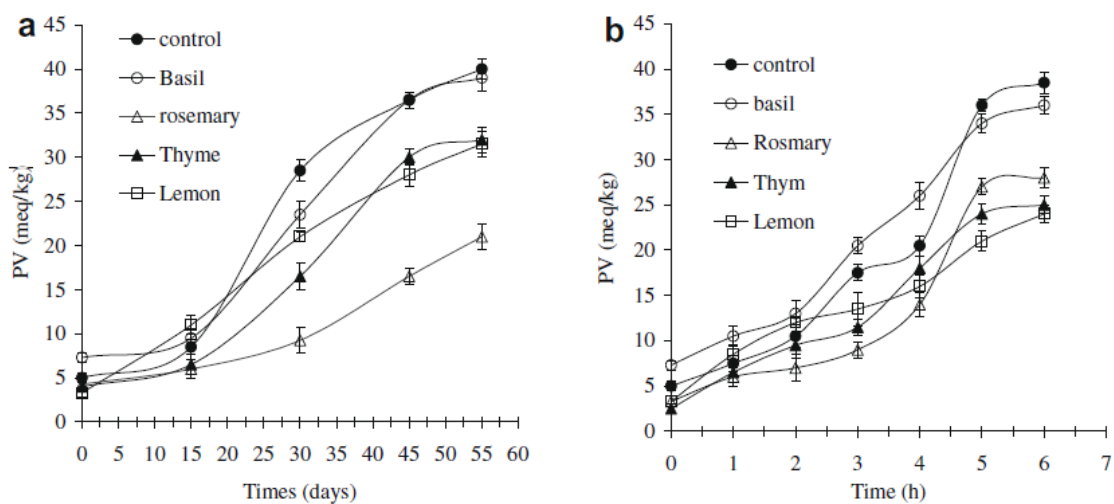 a
45
40
35
30
25
20
15
10
5
0
PV (meq/kg)
control
Basil
rosemary
Thyme
Lemon
0 5 10 15 20 25 30 35 40 45 50 55 60
Times (days)
b
45
40
35
30
25
20
15
10
5
0
PV (meq/kg)
control
basil
Rosmary
Thym
Lemon
0 1 2 3 4 5 6 7
Time (h)